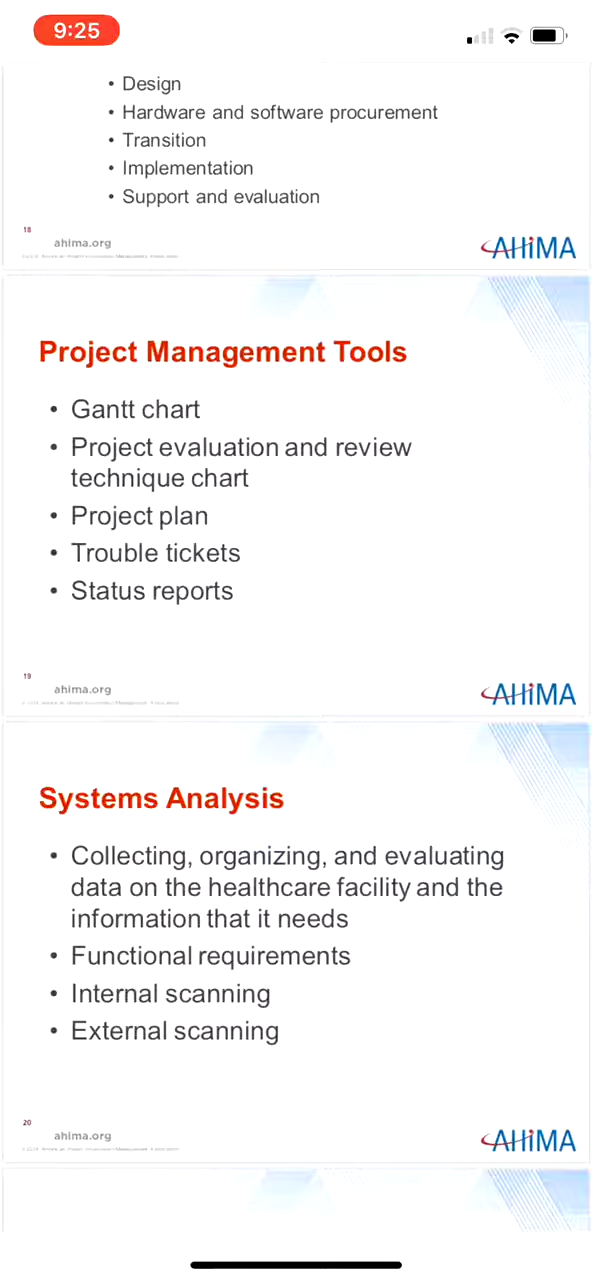 9:25
• Design
• Hardware and software procurement
• Transition
• Implementation
• Support and evaluation
18
ahima.org
AHiMA
Project Management Tools
• Gantt chart
• Project evaluation and review
technique chart
• Project plan
• Trouble tickets
• Status reports
19
ahima.org
AHiMA
Systems Analysis
• Collecting, organizing, and evaluating
data on the healthcare facility and the
information that it needs
• Functional requirements
• Internal scanning
• External scanning
20
ahima.org
AHiMA